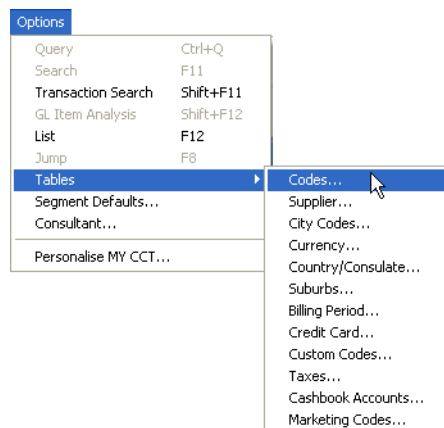 Options
Query Ctrl+Q
Search F11
Transaction Search Shift+F11
GL Item Analysis Shift+F12
List F12
Jump F8
Tables
Segment Defaults...
Consultant...
Personalise MY CCT...
Codes...
Supplier...
City Codes...
Currency...
Country/Consulate...
Suburbs...
Billing Period...
Credit Card...
Custom Codes...
Taxes...
Cashbook Accounts...
Marketing Codes...